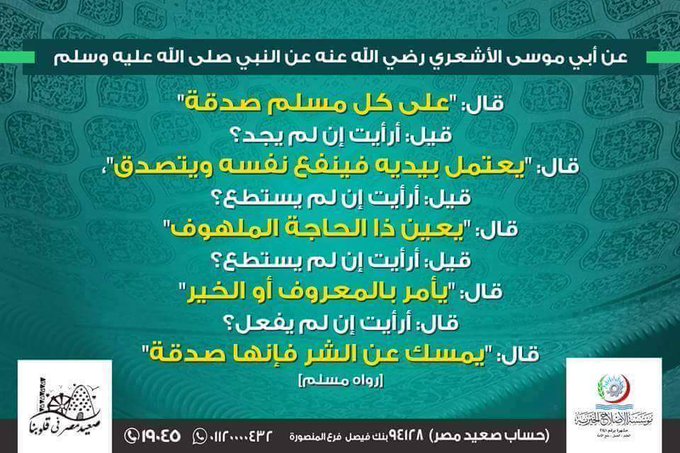 عن أبي موسى الأشعري رضي الله عنه عن النبي صلى الله عليه وسلم
قال: "على كل مسلم صدقة"
قيل: أرأيت إن لم يجد؟
قال: "يعتمل بيديه فينفع نفسه ويتصدق"،
قيل: أرأيت إن لم يستطع؟
قال: "يعين ذا الحاجة الملهوف"
قيل: أرأيت إن لم يستطع؟
قال: "يأمر بالمعروف أو الخير"
قال: أرأيت إن لم يفعل؟
قال: "يمسك عن الشر فإنها صدقة"
[رواه مسلم]
مؤسسة الإصلاح الخيرية
(حساب صعيد مصر) ٩٤١٢٨ بنك فيصل فرع المنصورة
٠١١٢٠٠٠٠٤٣٢
١٩٠٤٥
صعيد مصر في قلوبنا